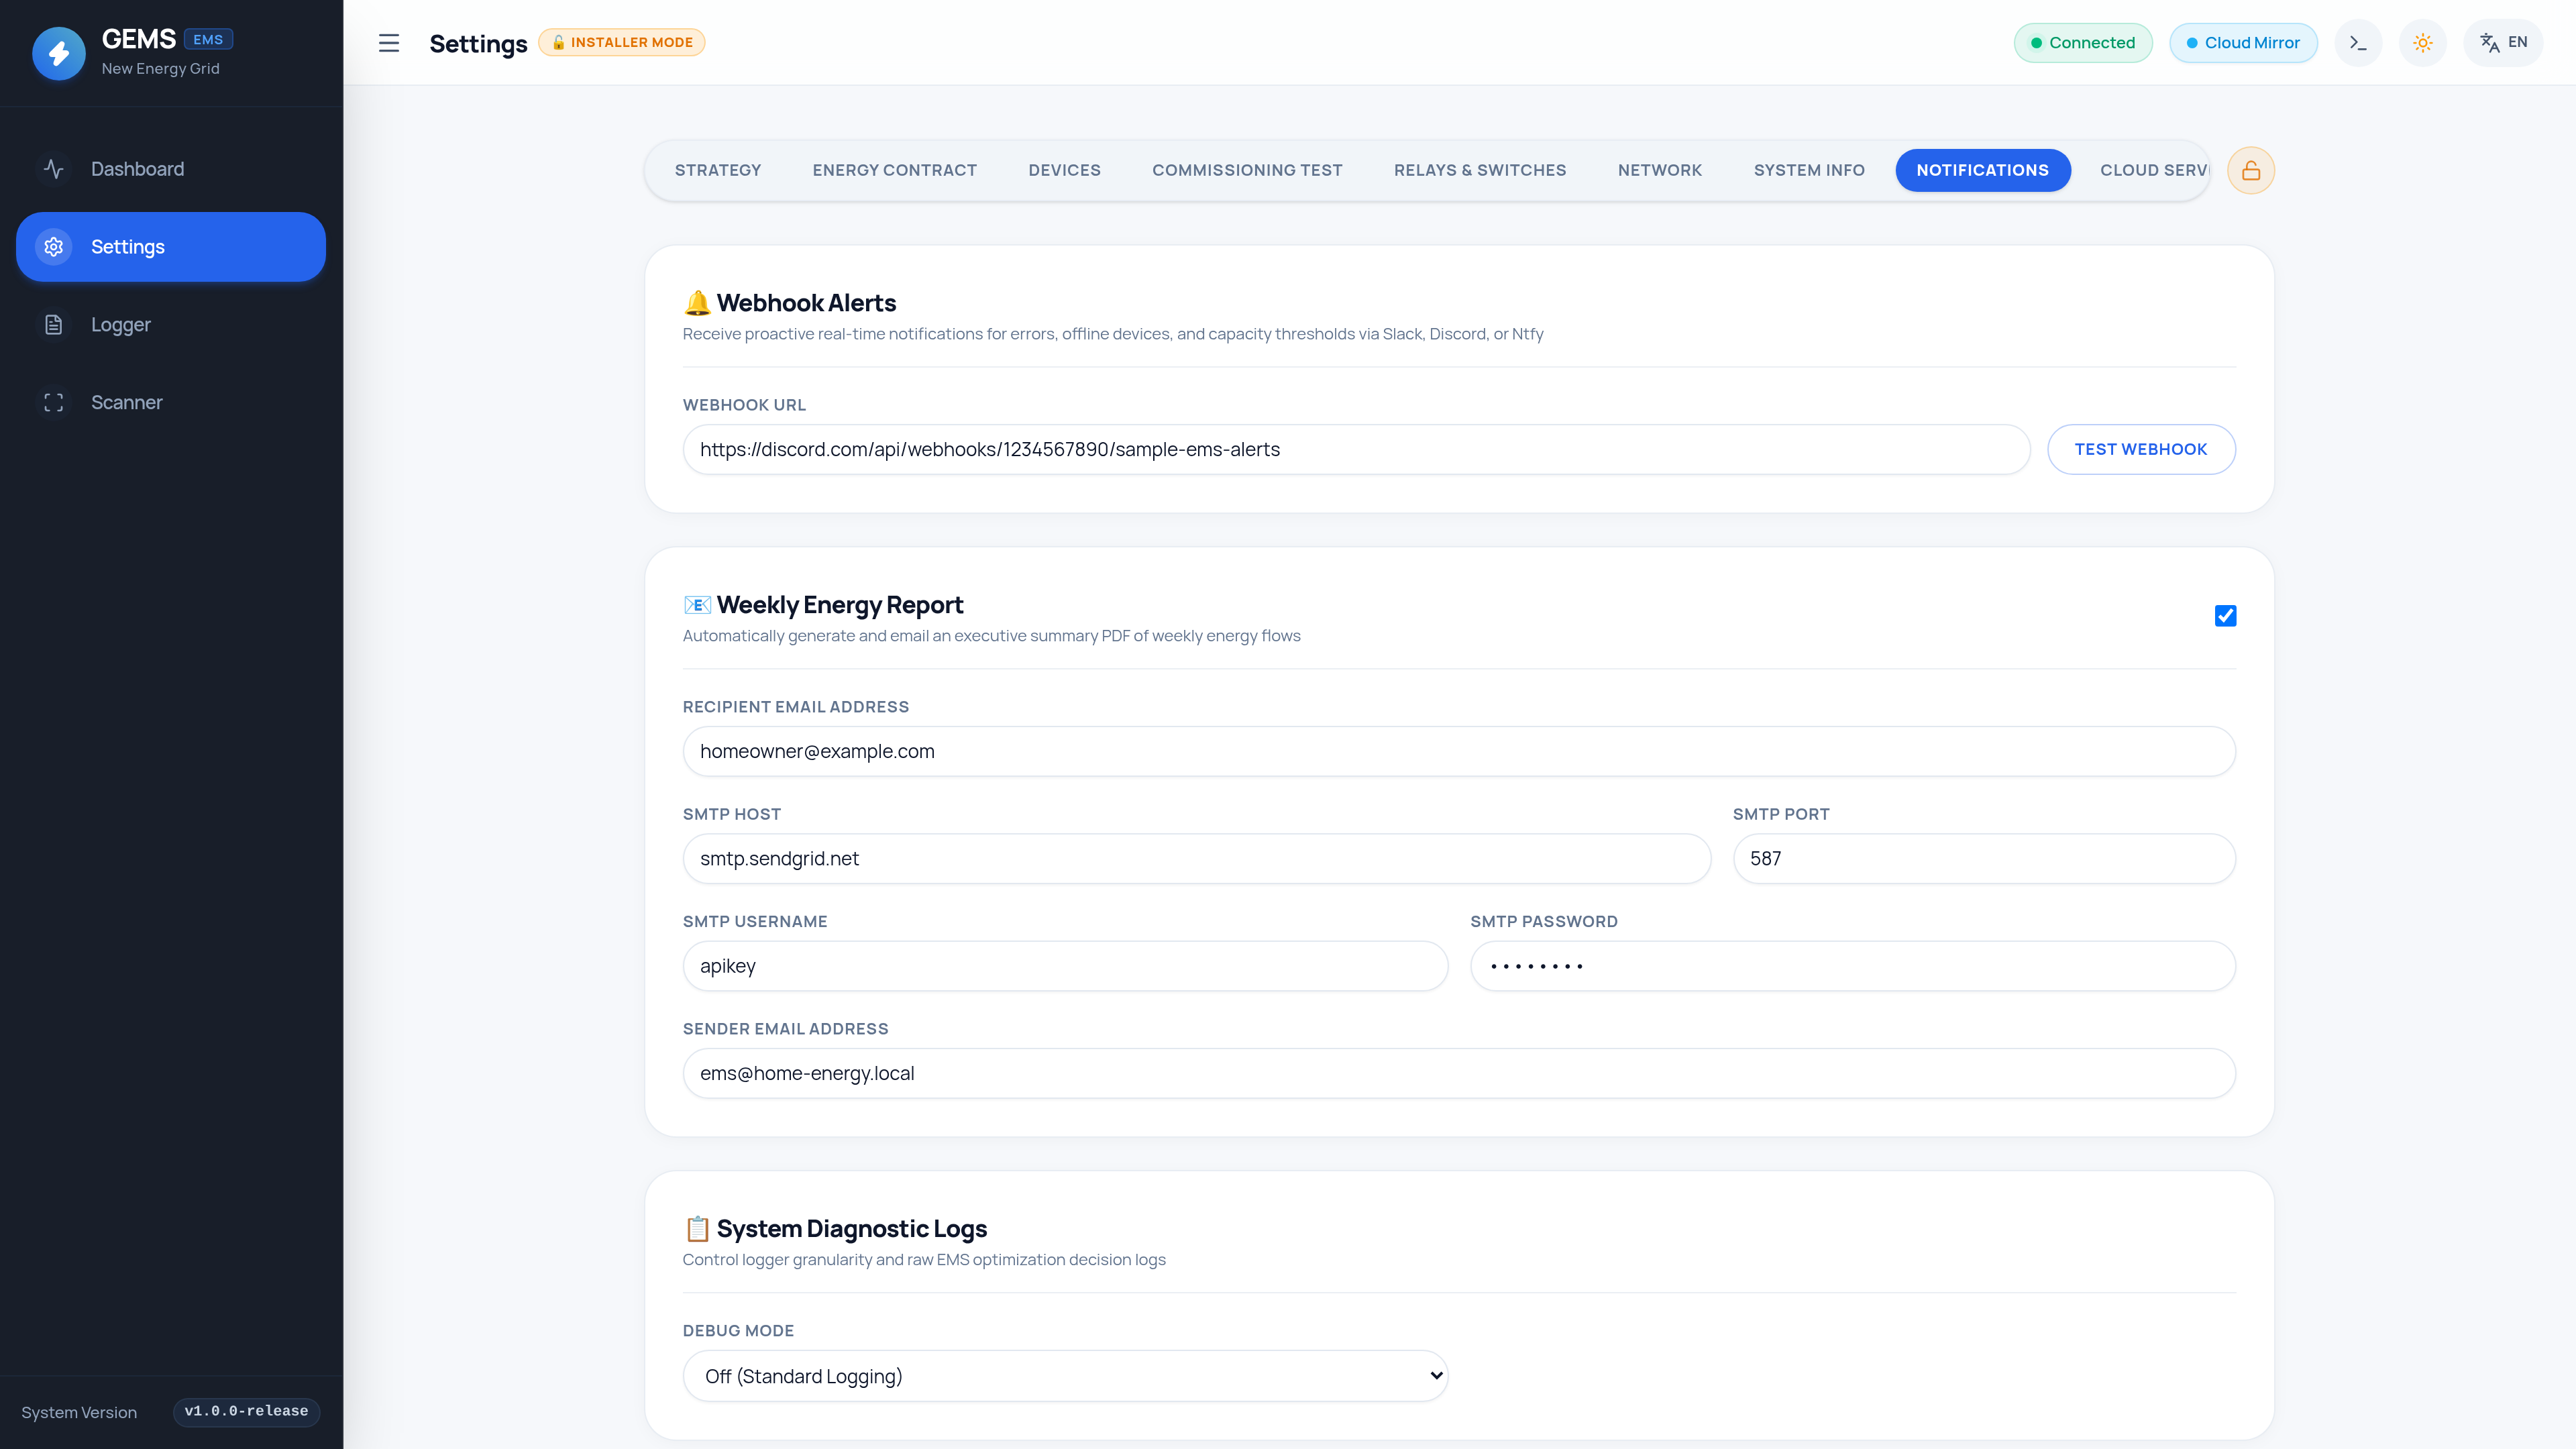 GEMS EMS
New Energy Grid
Dashboard
Settings
Logger
Scanner
System Version v1.0.0-release
Settings INSTALLER MODE
Connected Cloud Mirror EN
STRATEGY ENERGY CONTRACT DEVICES COMMISSIONING TEST RELAYS & SWITCHES NETWORK SYSTEM INFO NOTIFICATIONS CLOUD SERV
Webhook Alerts
Receive proactive real-time notifications for errors, offline devices, and capacity thresholds via Slack, Discord, or Ntfy
WEBHOOK URL
https://discord.com/api/webhooks/1234567890/sample-ems-alerts TEST WEBHOOK
Weekly Energy Report
Automatically generate and email an executive summary PDF of weekly energy flows
RECIPIENT EMAIL ADDRESS
homeowner@example.com
SMTP HOST SMTP PORT
smtp.sendgrid.net 587
SMTP USERNAME SMTP PASSWORD
apikey ••••••••
SENDER EMAIL ADDRESS
ems@home-energy.local
System Diagnostic Logs
Control logger granularity and raw EMS optimization decision logs
DEBUG MODE
Off (Standard Logging)